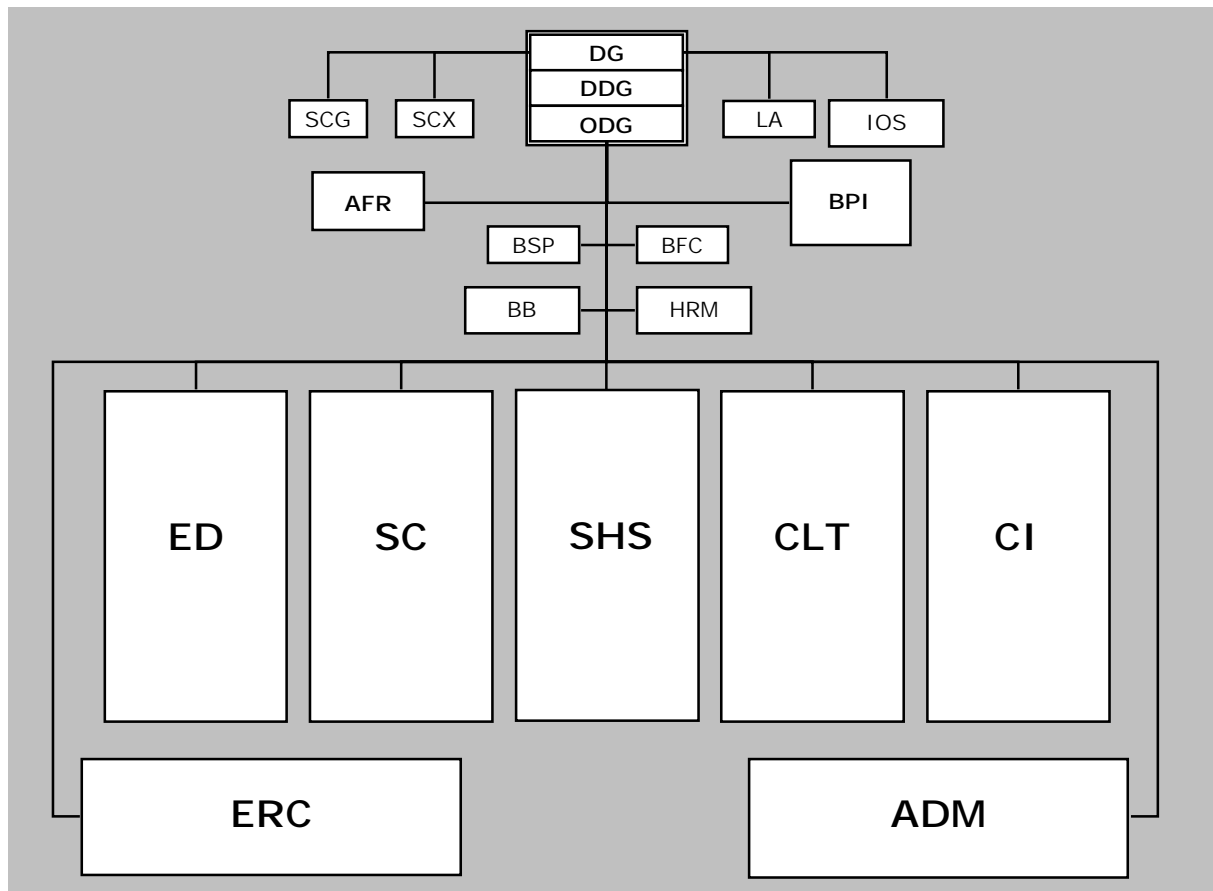 DG
DDG
ODG
SCG
SCX
LA
IOS
AFR
BPI
BSP
BFC
BB
HRM
ED
SC
SHS
CLT
CI
ERC
ADM